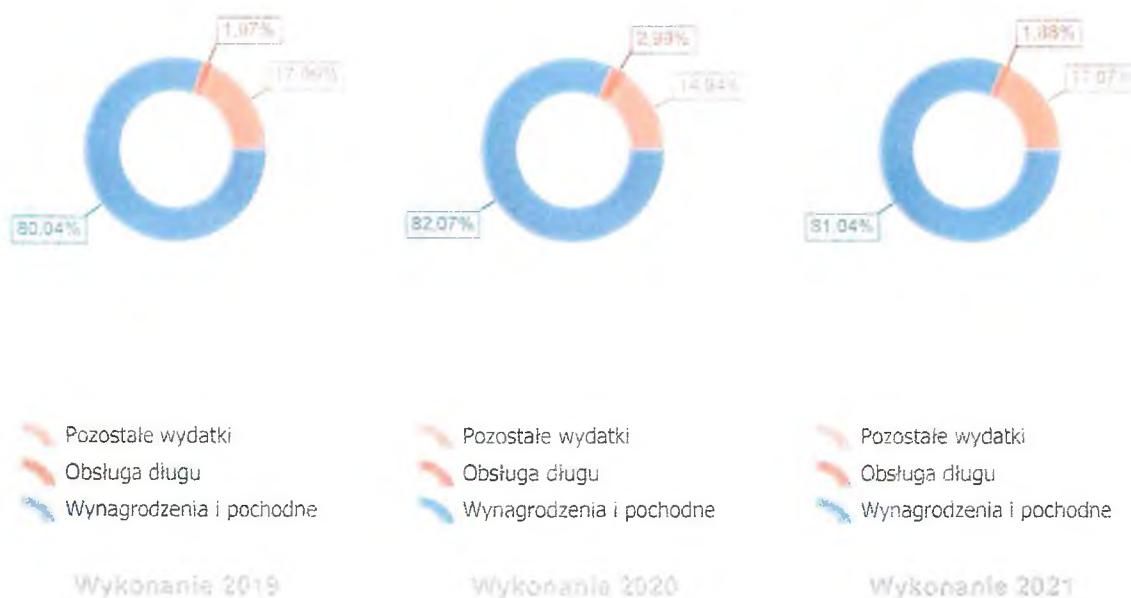 1,97%
17,99%
80,04%
Pozostałe wydatki
Obsługa długu
Wynagrodzenia i pochodne
Wykonanie 2019
2,99%
14,94%
82,07%
Pozostałe wydatki
Obsługa długu
Wynagrodzenia i pochodne
Wykonanie 2020
1,88%
17,07%
81,04%
Pozostałe wydatki
Obsługa długu
Wynagrodzenia i pochodne
Wykonanie 2021